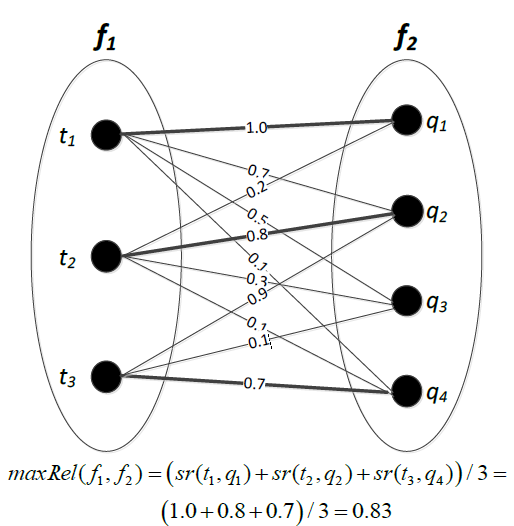 f₁ f₂
t₁ 1.0 q₁
0.7
0.2
0.5 q₂
0.8
t₂ 0.1
0.3
0.9 q₃
0.1
0.1
t₃ 0.7 q₄
maxRel(f₁, f₂) = (sr(t₁, q₁) + sr(t₂, q₂) + sr(t₃, q₄)) / 3 =
(1.0 + 0.8 + 0.7) / 3 = 0.83